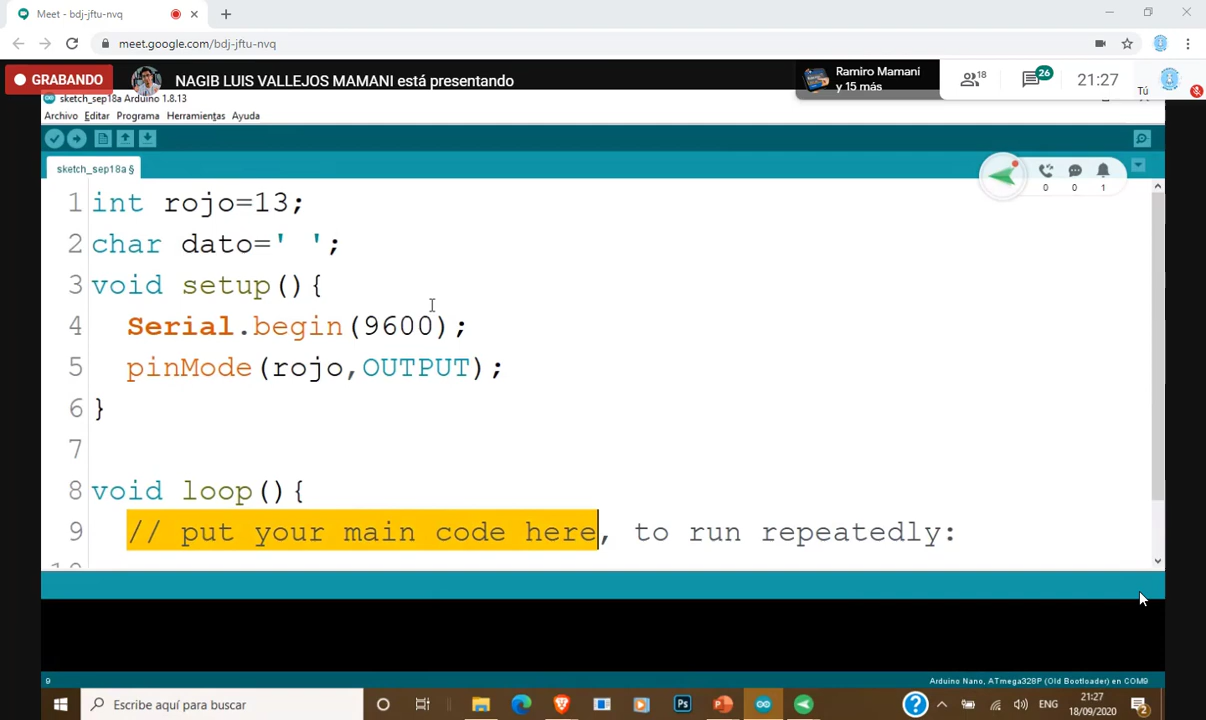 Meet - bdj-jftu-nvq
meet.google.com/bdj-jftu-nvq
GRABANDO
NAGIB LUIS VALLEJOS MAMANI está presentando
Ramiro Mamani
y 15 más
18
26
21:27
Tú
sketch_sep18a Arduino 1.8.13
Archivo Editar Programa Herramientas Ayuda
sketch_sep18a §
0 0 1
1 int rojo=13;
2 char dato=' ';
3 void setup(){
4 Serial.begin(9600);
5 pinMode(rojo,OUTPUT);
6 }
7
8 void loop(){
9 // put your main code here, to run repeatedly:
10
9
Arduino Nano, ATmega328P (Old Bootloader) en COM9
Escribe aquí para buscar
ENG
21:27
18/09/2020
2